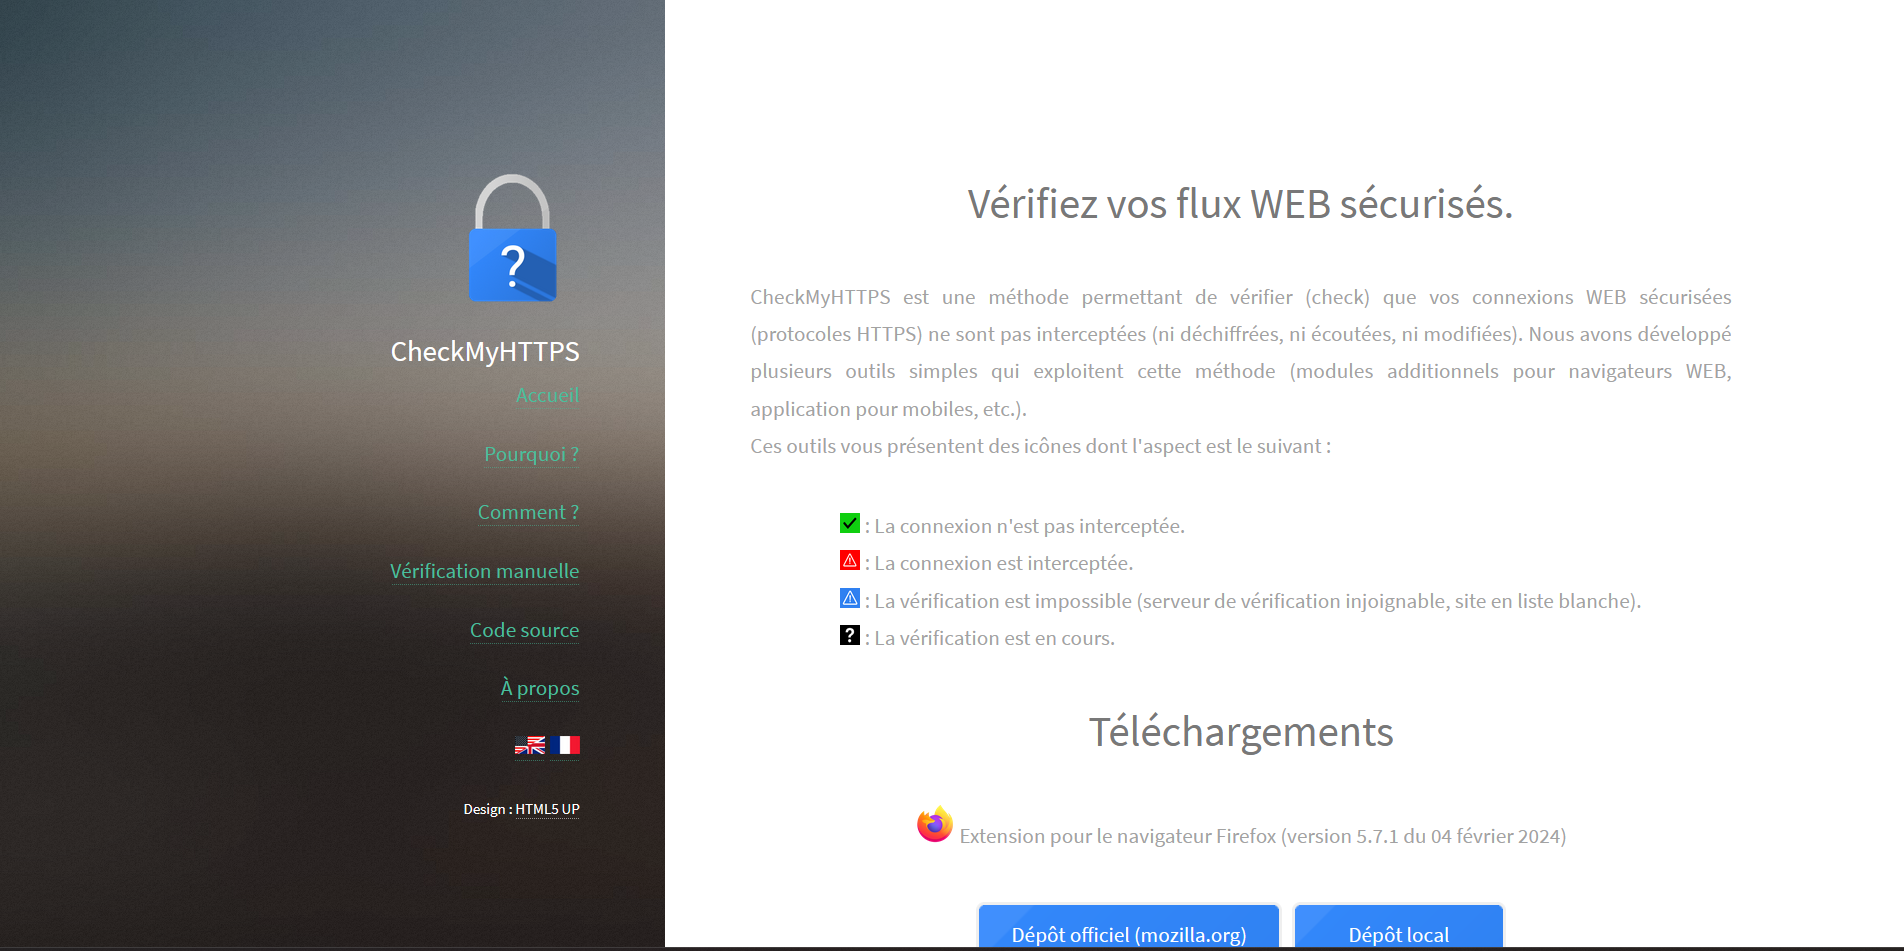 ?
CheckMyHTTPS
Accueil
Pourquoi ?
Comment ?
Vérification manuelle
Code source
À propos
Design : HTML5 UP
Vérifiez vos flux WEB sécurisés.
CheckMyHTTPS est une méthode permettant de vérifier (check) que vos connexions WEB sécurisées
(protocoles HTTPS) ne sont pas interceptées (ni déchiffrées, ni écoutées, ni modifiées). Nous avons développé
plusieurs outils simples qui exploitent cette méthode (modules additionnels pour navigateurs WEB,
application pour mobiles, etc.).
Ces outils vous présentent des icônes dont l'aspect est le suivant :
: La connexion n'est pas interceptée.
: La connexion est interceptée.
: La vérification est impossible (serveur de vérification injoignable, site en liste blanche).
? : La vérification est en cours.
Téléchargements
Extension pour le navigateur Firefox (version 5.7.1 du 04 février 2024)
Dépôt officiel (mozilla.org)
Dépôt local